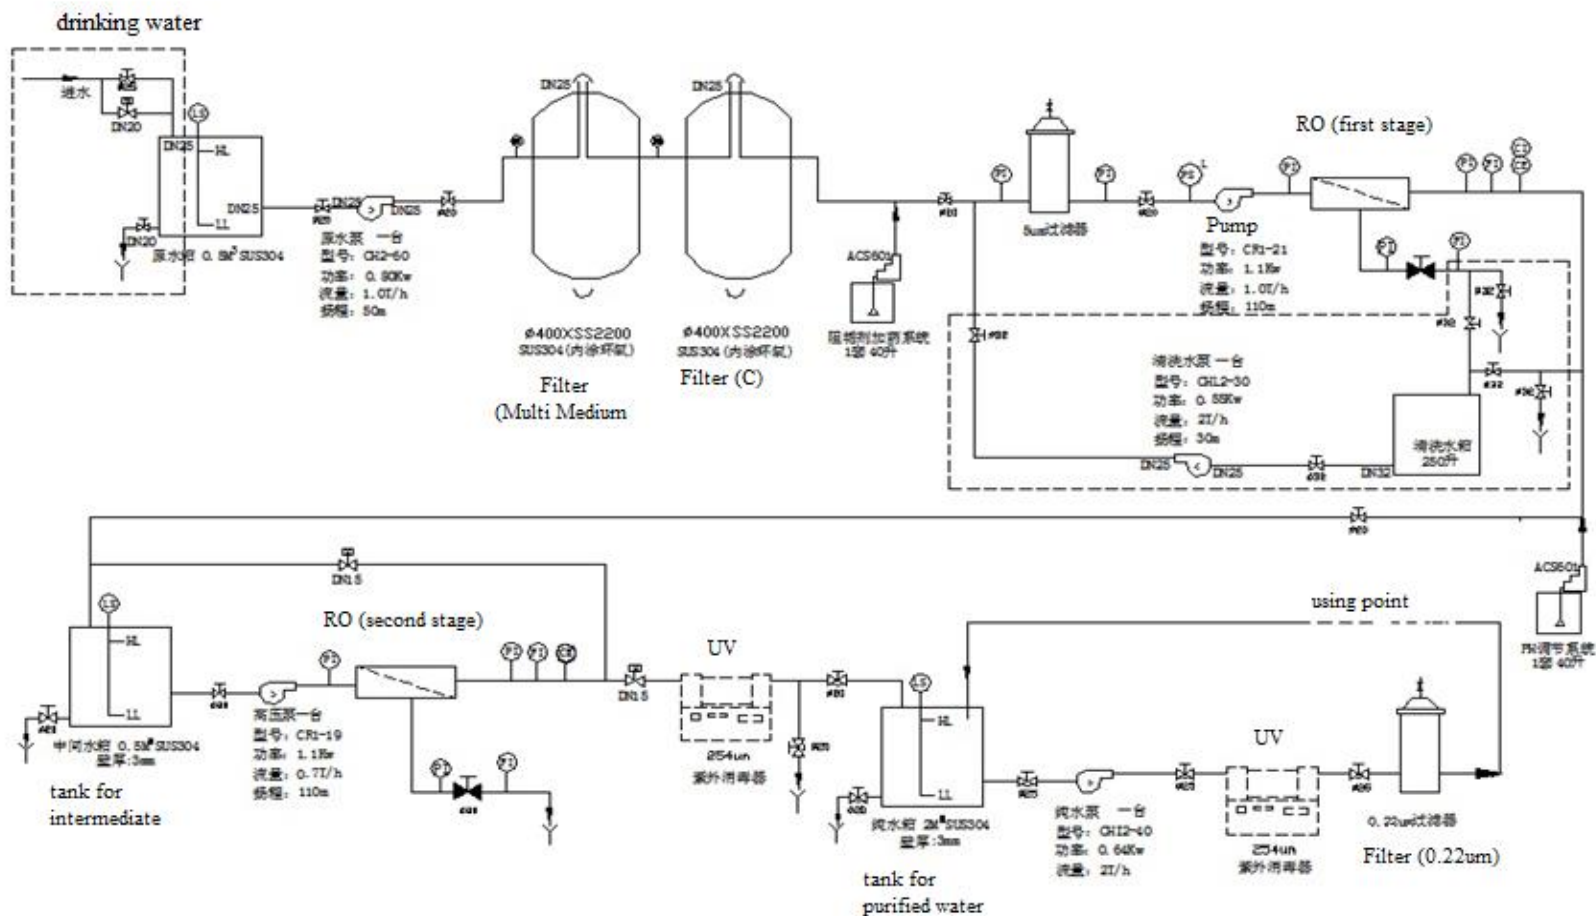 drinking water
进水
DN20
LS
DN25
HL
DN25
LL
DN20
原水箱 0.5M³SUS304
DN25
DN25
原水泵 一台
型号：CH2-60
流量：1.0T/h
扬程：50m
DN25
DN25
Ø400XSS2200
SUS304(内涂环氧)
Filter
(Multi Medium
Ø400XSS2200
SUS304(内涂环氧)
Filter (C)
ACS601
阻垢剂加药系统
1套 40升
5um过滤器
PI
L
PI
Pump
型号：CR1-21
功率：1.1Kw
流量：1.0T/h
扬程：110m
RO (first stage)
PI
FI
PI
FI
清洗水泵 一台
型号：CHL2-30
功率：0.55Kw
流量：2T/h
扬程：30m
DN25
DN25
DN32
清洗水箱
250升
ACS601
PH调节系统
1套 40升
DN15
LS
HL
LL
中间水箱 0.5M³SUS304
壁厚:3mm
tank for
intermediate
PI
高压泵一台
型号：CR1-19
功率：1.1Kw
流量：0.7T/h
扬程：110m
RO (second stage)
PI
FI
PI
FI
DN15
UV
254un
紫外消毒器
LS
HL
LL
纯水箱 2M³SUS304
壁厚:3mm
tank for
purified water
纯水泵 一台
型号：CHI2-40
功率：0.64Kw
流量：2T/h
using point
UV
254un
紫外消毒器
0.22um过滤器
Filter (0.22um)